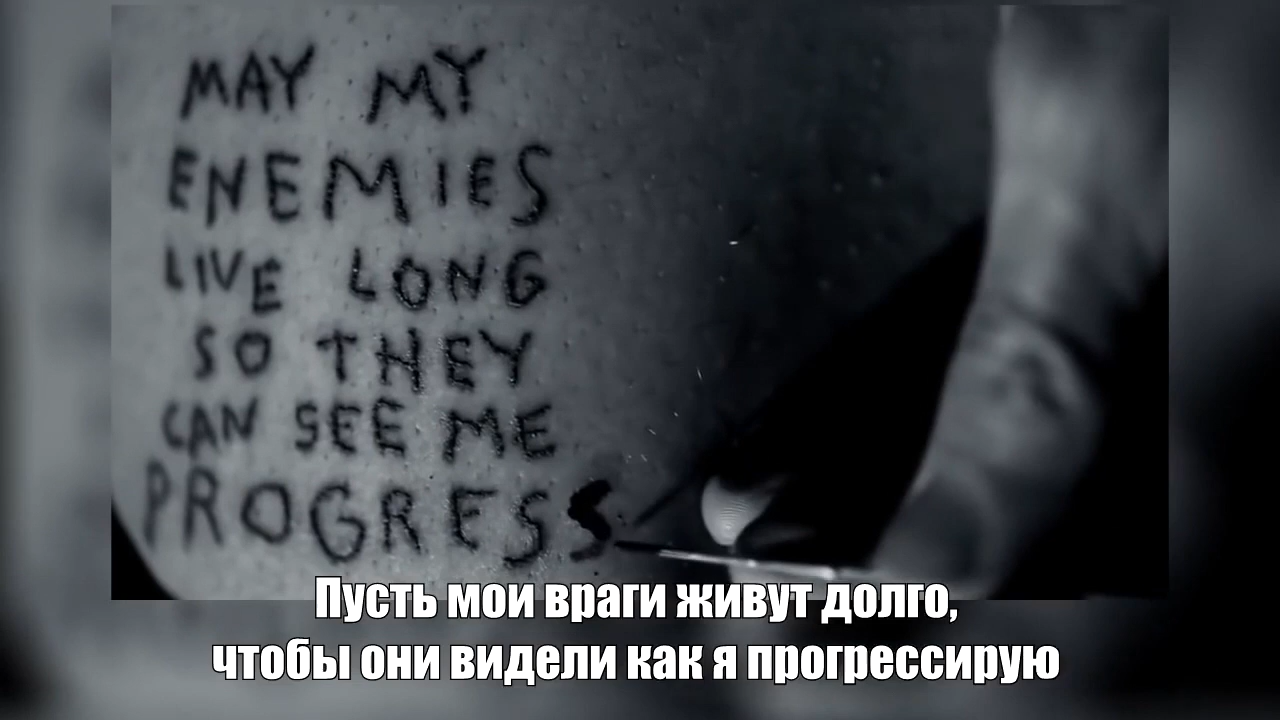 MAY MY
ENEMIES
LIVE LONG
SO THEY
CAN SEE ME
PROGRESS
Пусть мои враги живут долго,
чтобы они видели как я прогрессирую